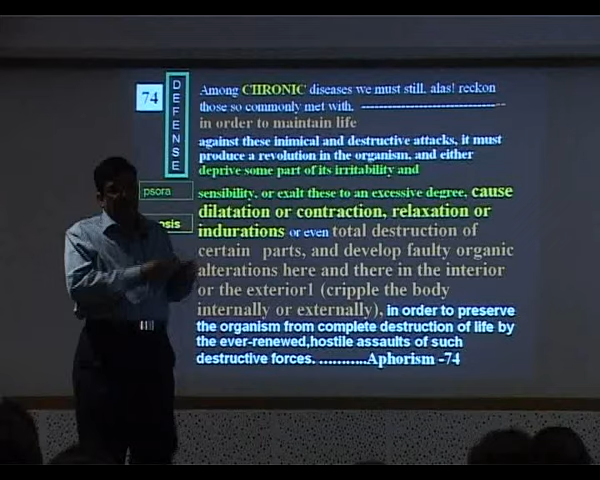 74
DEFENSE
Among CHRONIC diseases we must still, alas! reckon
those so commonly met with, ---------------------------------
in order to maintain life
against these inimical and destructive attacks, it must
produce a revolution in the organism, and either
deprive some part of its irritability and
psora
sensibility, or exalt these to an excessive degree, cause
dilatation or contraction, relaxation or
osis
indurations or even total destruction of
certain parts, and develop faulty organic
alterations here and there in the interior
or the exterior1 (cripple the body
internally or externally), in order to preserve
the organism from complete destruction of life by
the ever-renewed,hostile assaults of such
destructive forces. ...........Aphorism -74